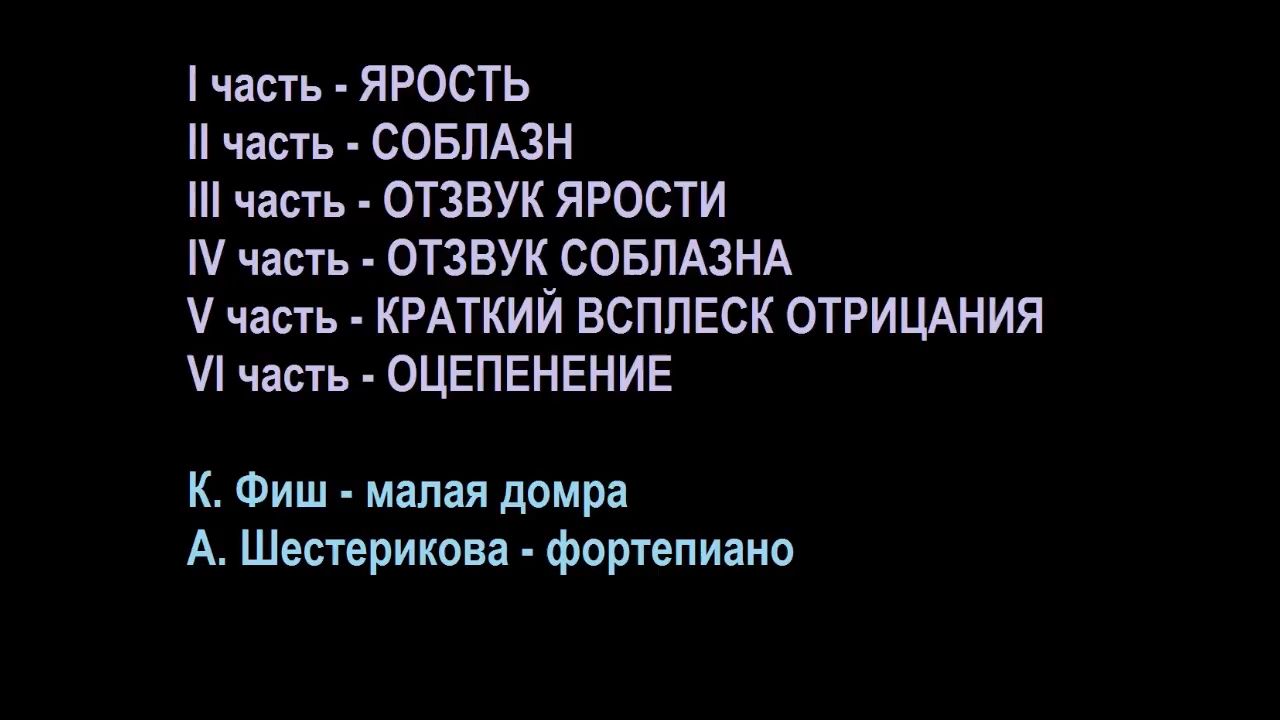 I часть - ЯРОСТЬ
II часть - СОБЛАЗН
III часть - ОТЗВУК ЯРОСТИ
IV часть - ОТЗВУК СОБЛАЗНА
V часть - КРАТКИЙ ВСПЛЕСК ОТРИЦАНИЯ
VI часть - ОЦЕПЕНЕНИЕ
К. Фиш - малая домра
А. Шестерикова - фортепиано